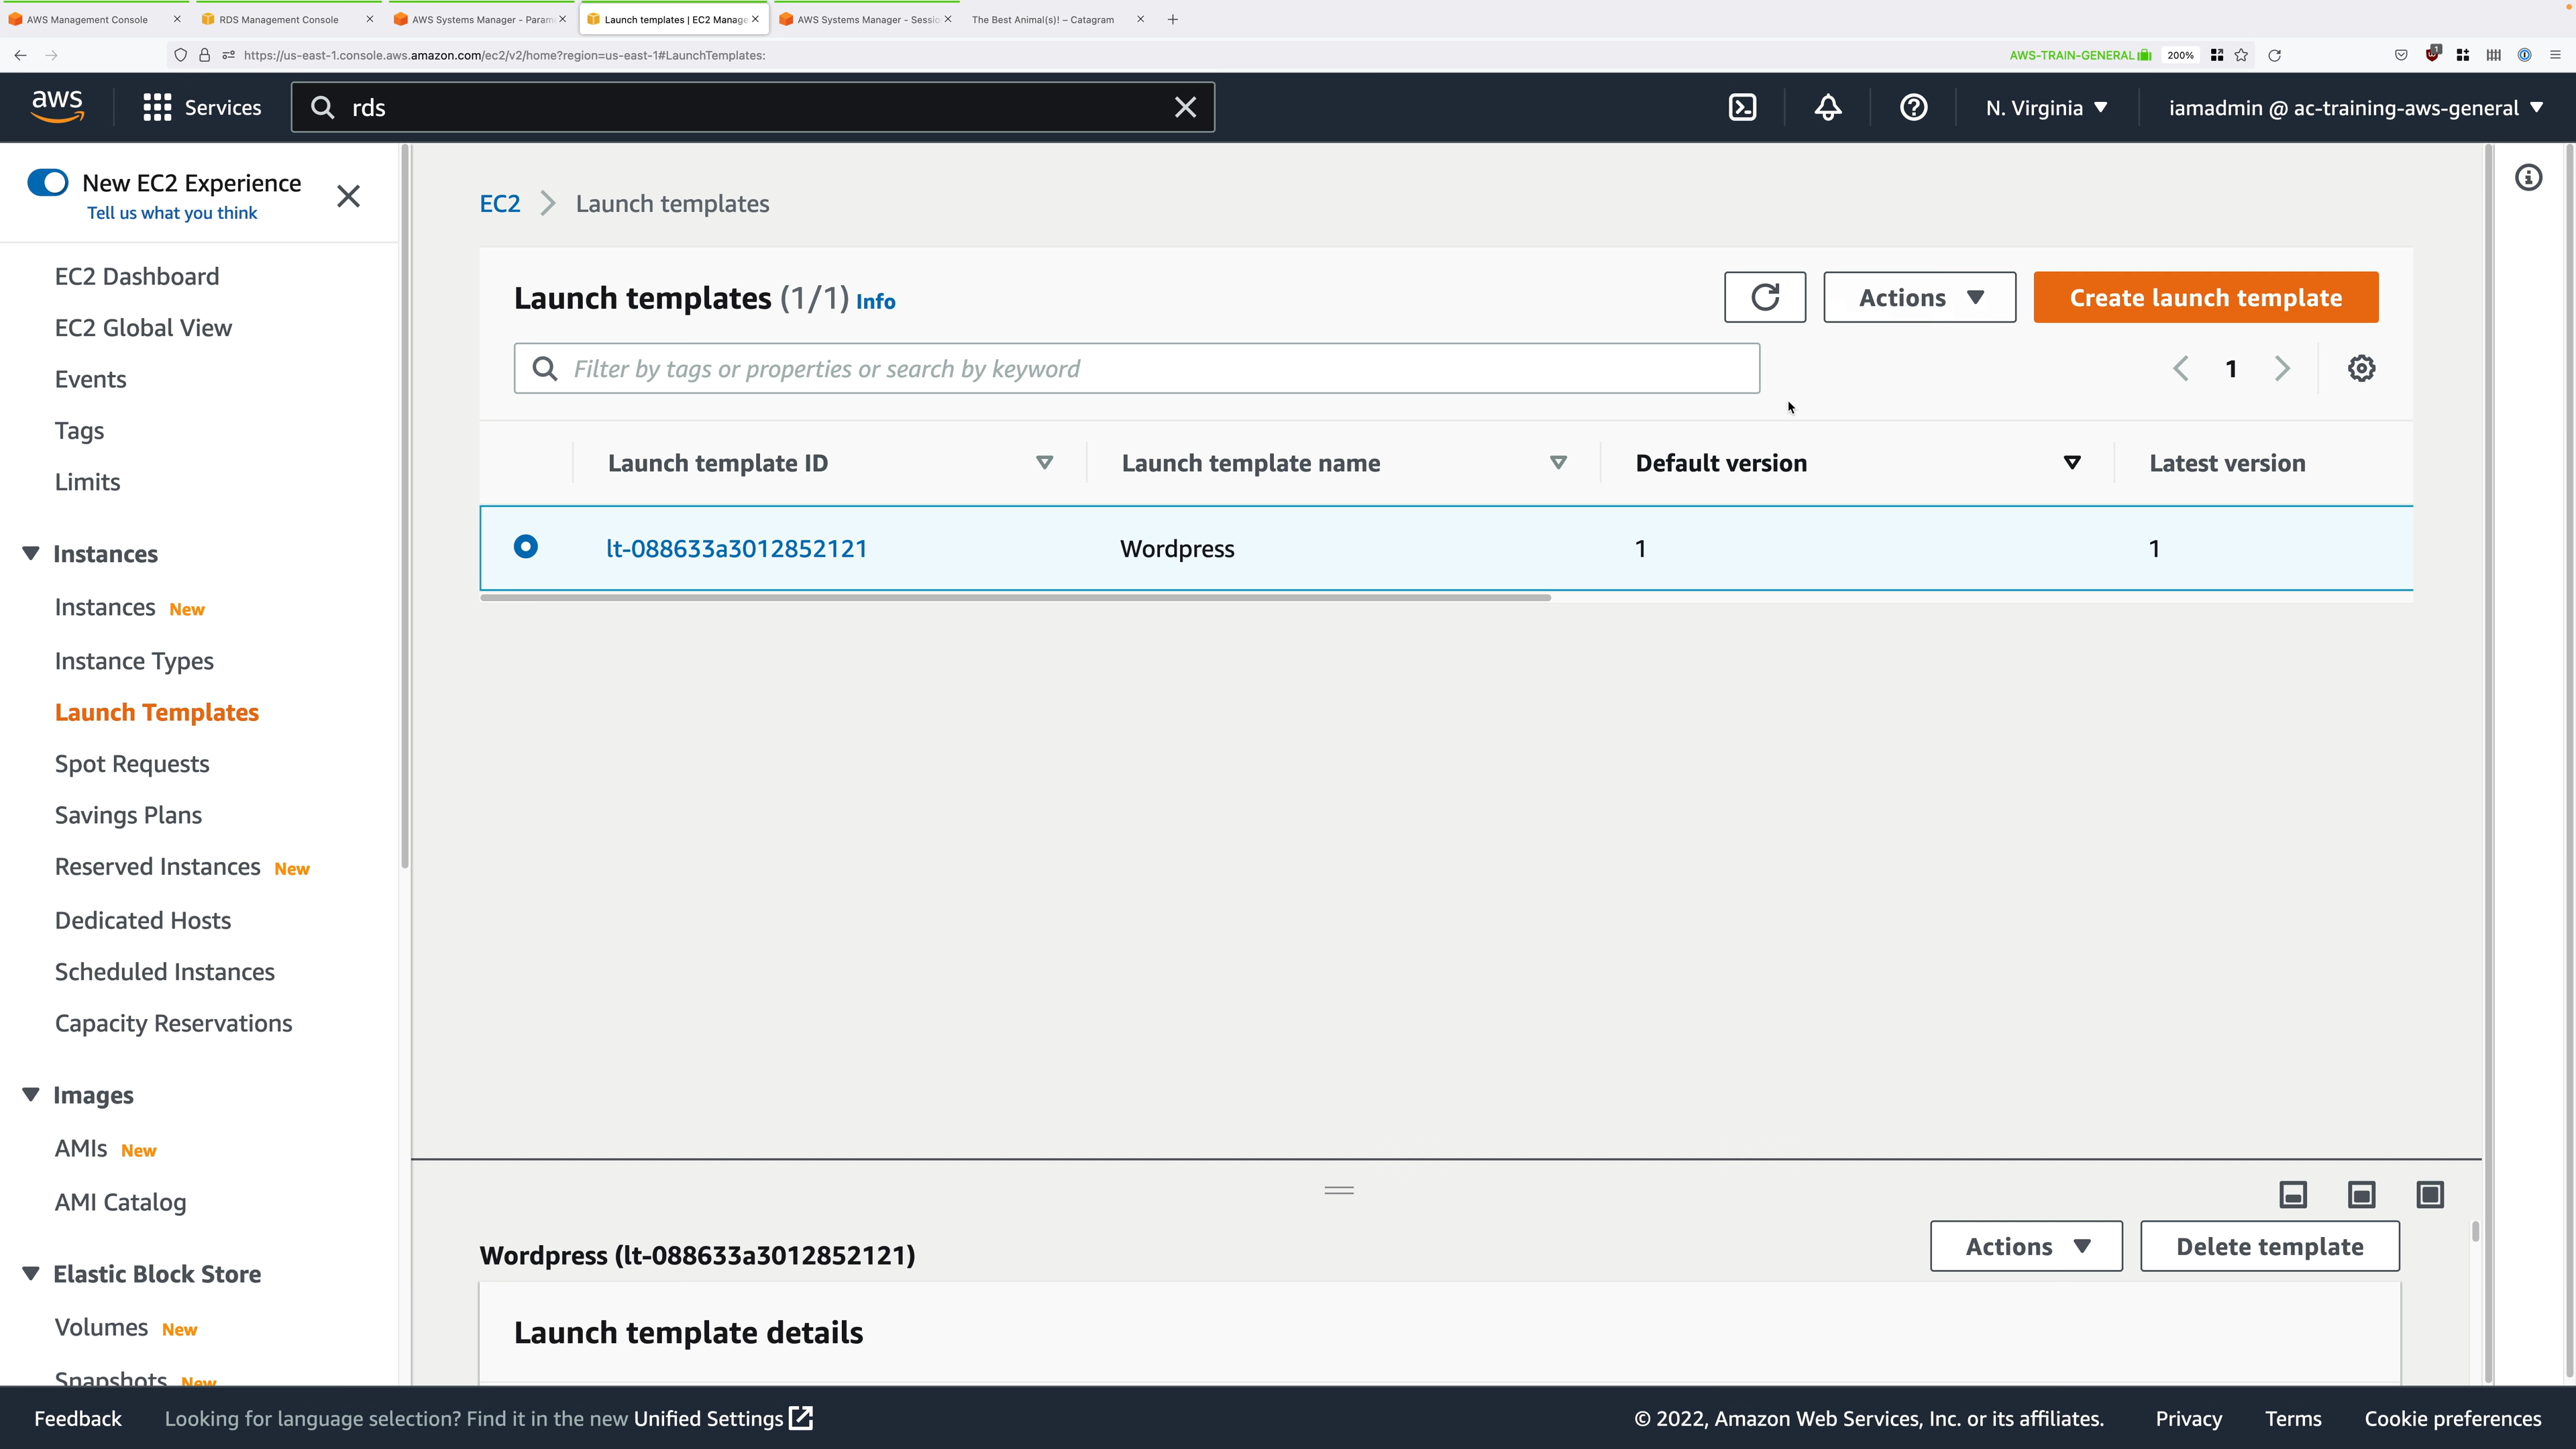 AWS Management Console
RDS Management Console
AWS Systems Manager - Param
Launch templates | EC2 Manage
AWS Systems Manager - Sessio
The Best Animal(s)! – Catagram
https://us-east-1.console.aws.amazon.com/ec2/v2/home?region=us-east-1#LaunchTemplates:
AWS-TRAIN-GENERAL
200%
1
aws
Services
rds
N. Virginia
iamadmin @ ac-training-aws-general
New EC2 Experience
Tell us what you think
EC2 Dashboard
EC2 Global View
Events
Tags
Limits
Instances
Instances New
Instance Types
Launch Templates
Spot Requests
Savings Plans
Reserved Instances New
Dedicated Hosts
Scheduled Instances
Capacity Reservations
Images
AMIs New
AMI Catalog
Elastic Block Store
Volumes New
Snapshots New
EC2 > Launch templates
Launch templates (1/1) Info
Actions
Create launch template
Filter by tags or properties or search by keyword
1
Launch template ID
Launch template name
Default version
Latest version
lt-088633a3012852121
Wordpress
1
1
Wordpress (lt-088633a3012852121)
Actions
Delete template
Launch template details
Feedback
Looking for language selection? Find it in the new Unified Settings
© 2022, Amazon Web Services, Inc. or its affiliates.
Privacy
Terms
Cookie preferences